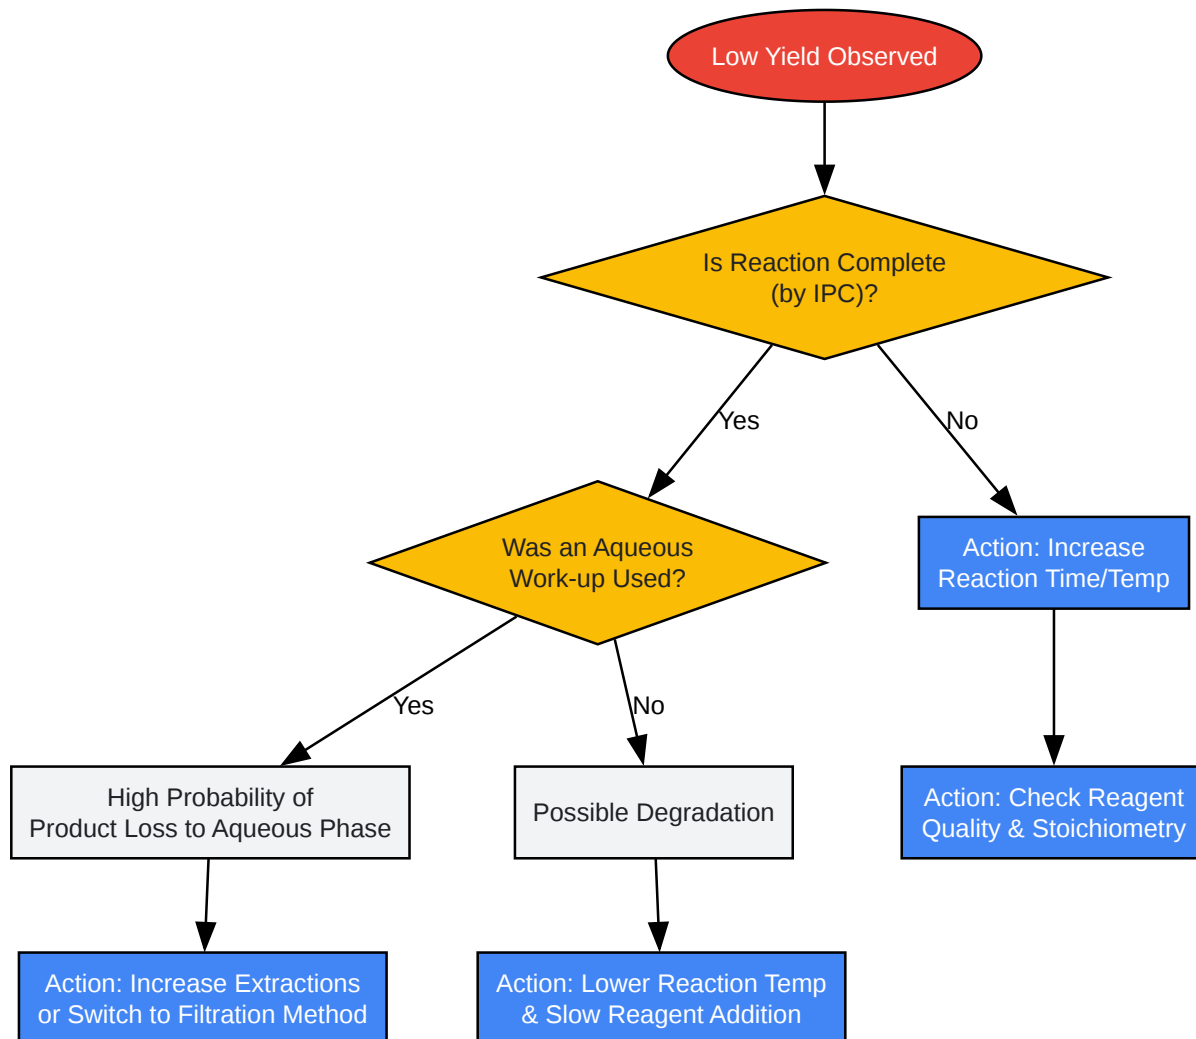 Low Yield Observed
Is Reaction Complete
(by IPC)?
Yes
No
Was an Aqueous
Work-up Used?
Action: Increase
Reaction Time/Temp
Yes
No
High Probability of
Product Loss to Aqueous Phase
Possible Degradation
Action: Check Reagent
Quality & Stoichiometry
Action: Increase Extractions
or Switch to Filtration Method
Action: Lower Reaction Temp
& Slow Reagent Addition